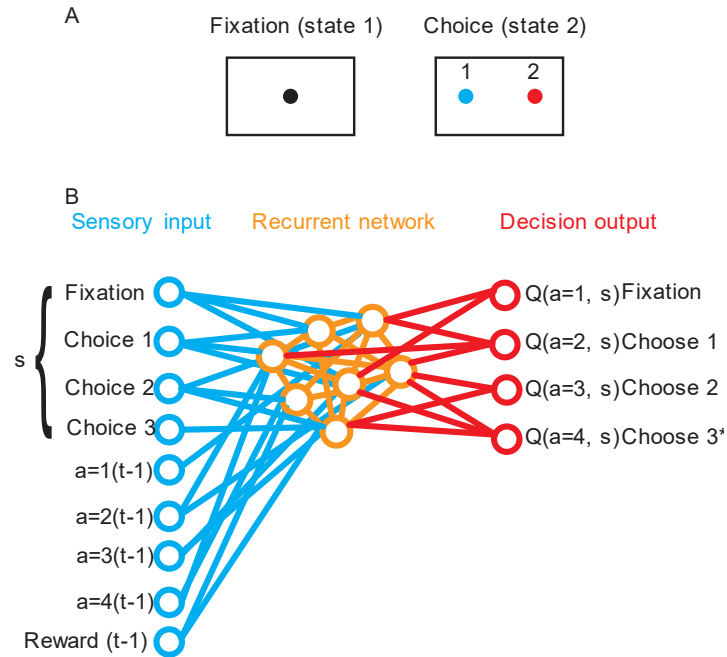 A
Fixation (state 1) Choice (state 2)
1 2
B
Sensory input Recurrent network Decision output
s
Fixation
Choice 1
Choice 2
Choice 3
a=1(t-1)
a=2(t-1)
a=3(t-1)
a=4(t-1)
Reward (t-1)
Q(a=1, s)Fixation
Q(a=2, s)Choose 1
Q(a=3, s)Choose 2
Q(a=4, s)Choose 3*